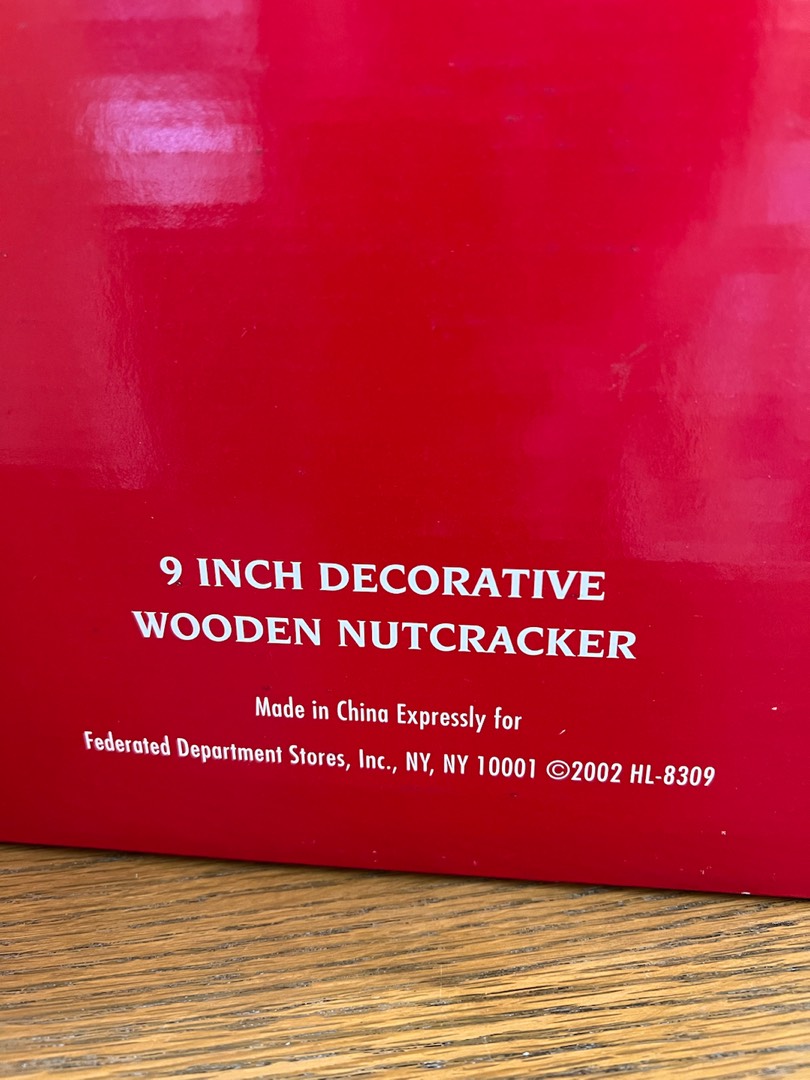 9 INCH DECORATIVE
WOODEN NUTCRACKER
Made in China Expressly for
Federated Department Stores, Inc., NY, NY 10001 ©2002 HL-8309